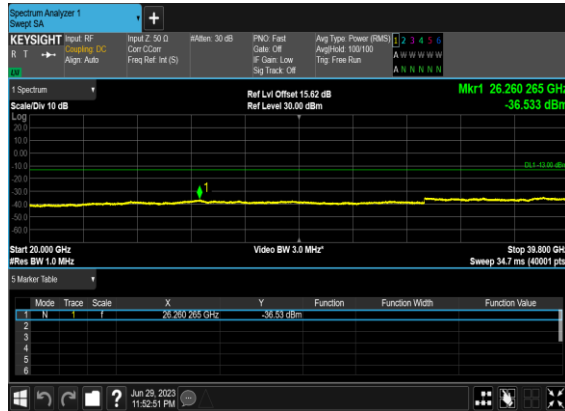 Spectrum Analyzer 1
Swept SA
+
KEYSIGHT Input: RF Input Z: 50 Ω #Atten: 30 dB PNO: Fast Avg Type: Power (RMS) 1 2 3 4 5 6
R T Coupling: DC Corr CCorr Gate: Off Avg|Hold: 100/100 A W W W W W
Align: Auto Freq Ref: Int (S) IF Gain: Low Trig: Free Run
Sig Track: Off A N N N N N
1 Spectrum Ref Lvl Offset 15.62 dB Mkr1 26.260 265 GHz
Scale/Div 10 dB Ref Level 30.00 dBm -36.533 dBm
Log
20.0
10.0
0.00
-10.0 DL1 -13.00 dBm
-20.0
-30.0 1
-40.0
-50.0
-60.0
Start 20.000 GHz Video BW 3.0 MHz* Stop 39.800 GHz
#Res BW 1.0 MHz Sweep 34.7 ms (40001 pts)
5 Marker Table
Mode Trace Scale X Y Function Function Width Function Value
1 N 1 f 26.260 265 GHz -36.53 dBm
2
3
4
5
6
? Jun 29, 2023
11:52:51 PM